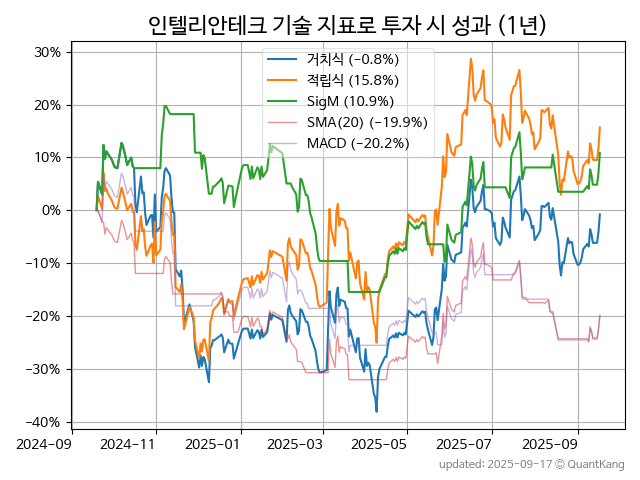 인텔리안테크 기술 지표로 투자 시 성과 (1년)
거치식 (−0.8%)
적립식 (15.8%)
SigM (10.9%)
SMA(20) (−19.9%)
MACD (−20.2%)
30%
20%
10%
0%
−10%
−20%
−30%
−40%
2024-09 2024-11 2025-01 2025-03 2025-05 2025-07 2025-09
updated: 2025-09-17 © QuantKang